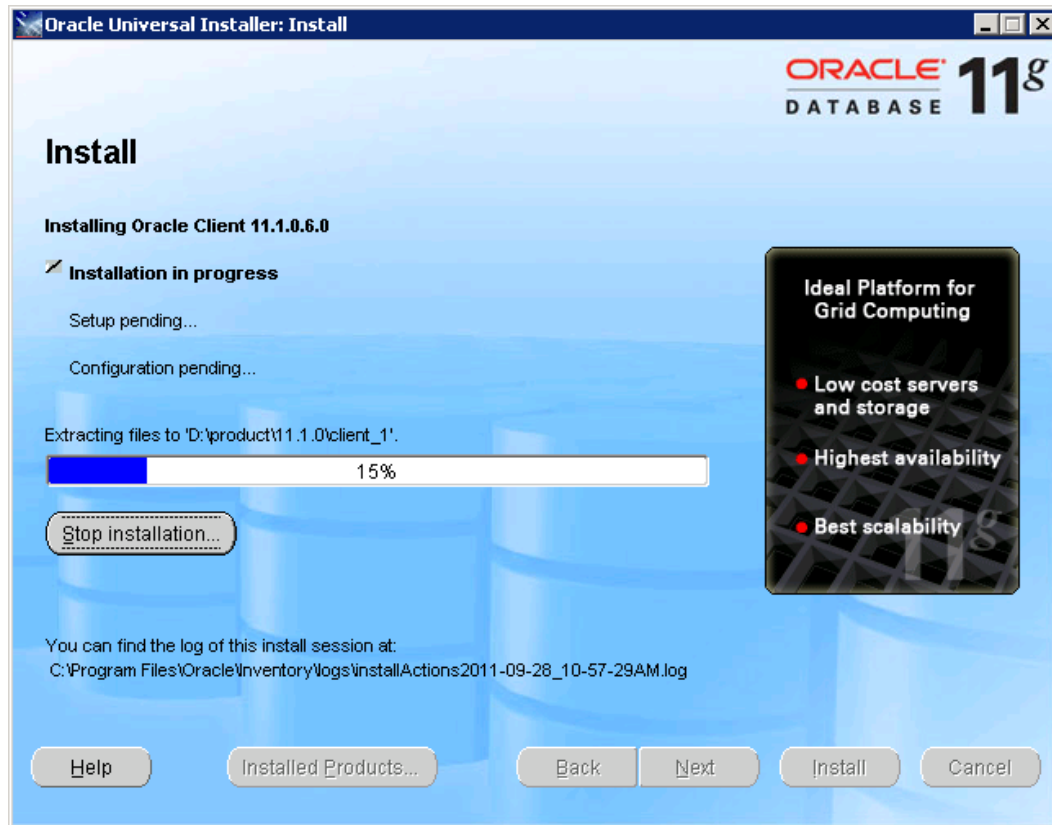 Oracle Universal Installer: Install
ORACLE® 11g
DATABASE
Install
Installing Oracle Client 11.1.0.6.0
Installation in progress
Setup pending...
Configuration pending...
Extracting files to 'D:\product\11.1.0\client_1'.
15%
Stop installation...
Ideal Platform for
Grid Computing
Low cost servers
and storage
Highest availability
Best scalability
11g
You can find the log of this install session at:
C:\Program Files\Oracle\Inventory\logs\installActions2011-09-28_10-57-29AM.log
Help
Installed Products...
Back
Next
Install
Cancel